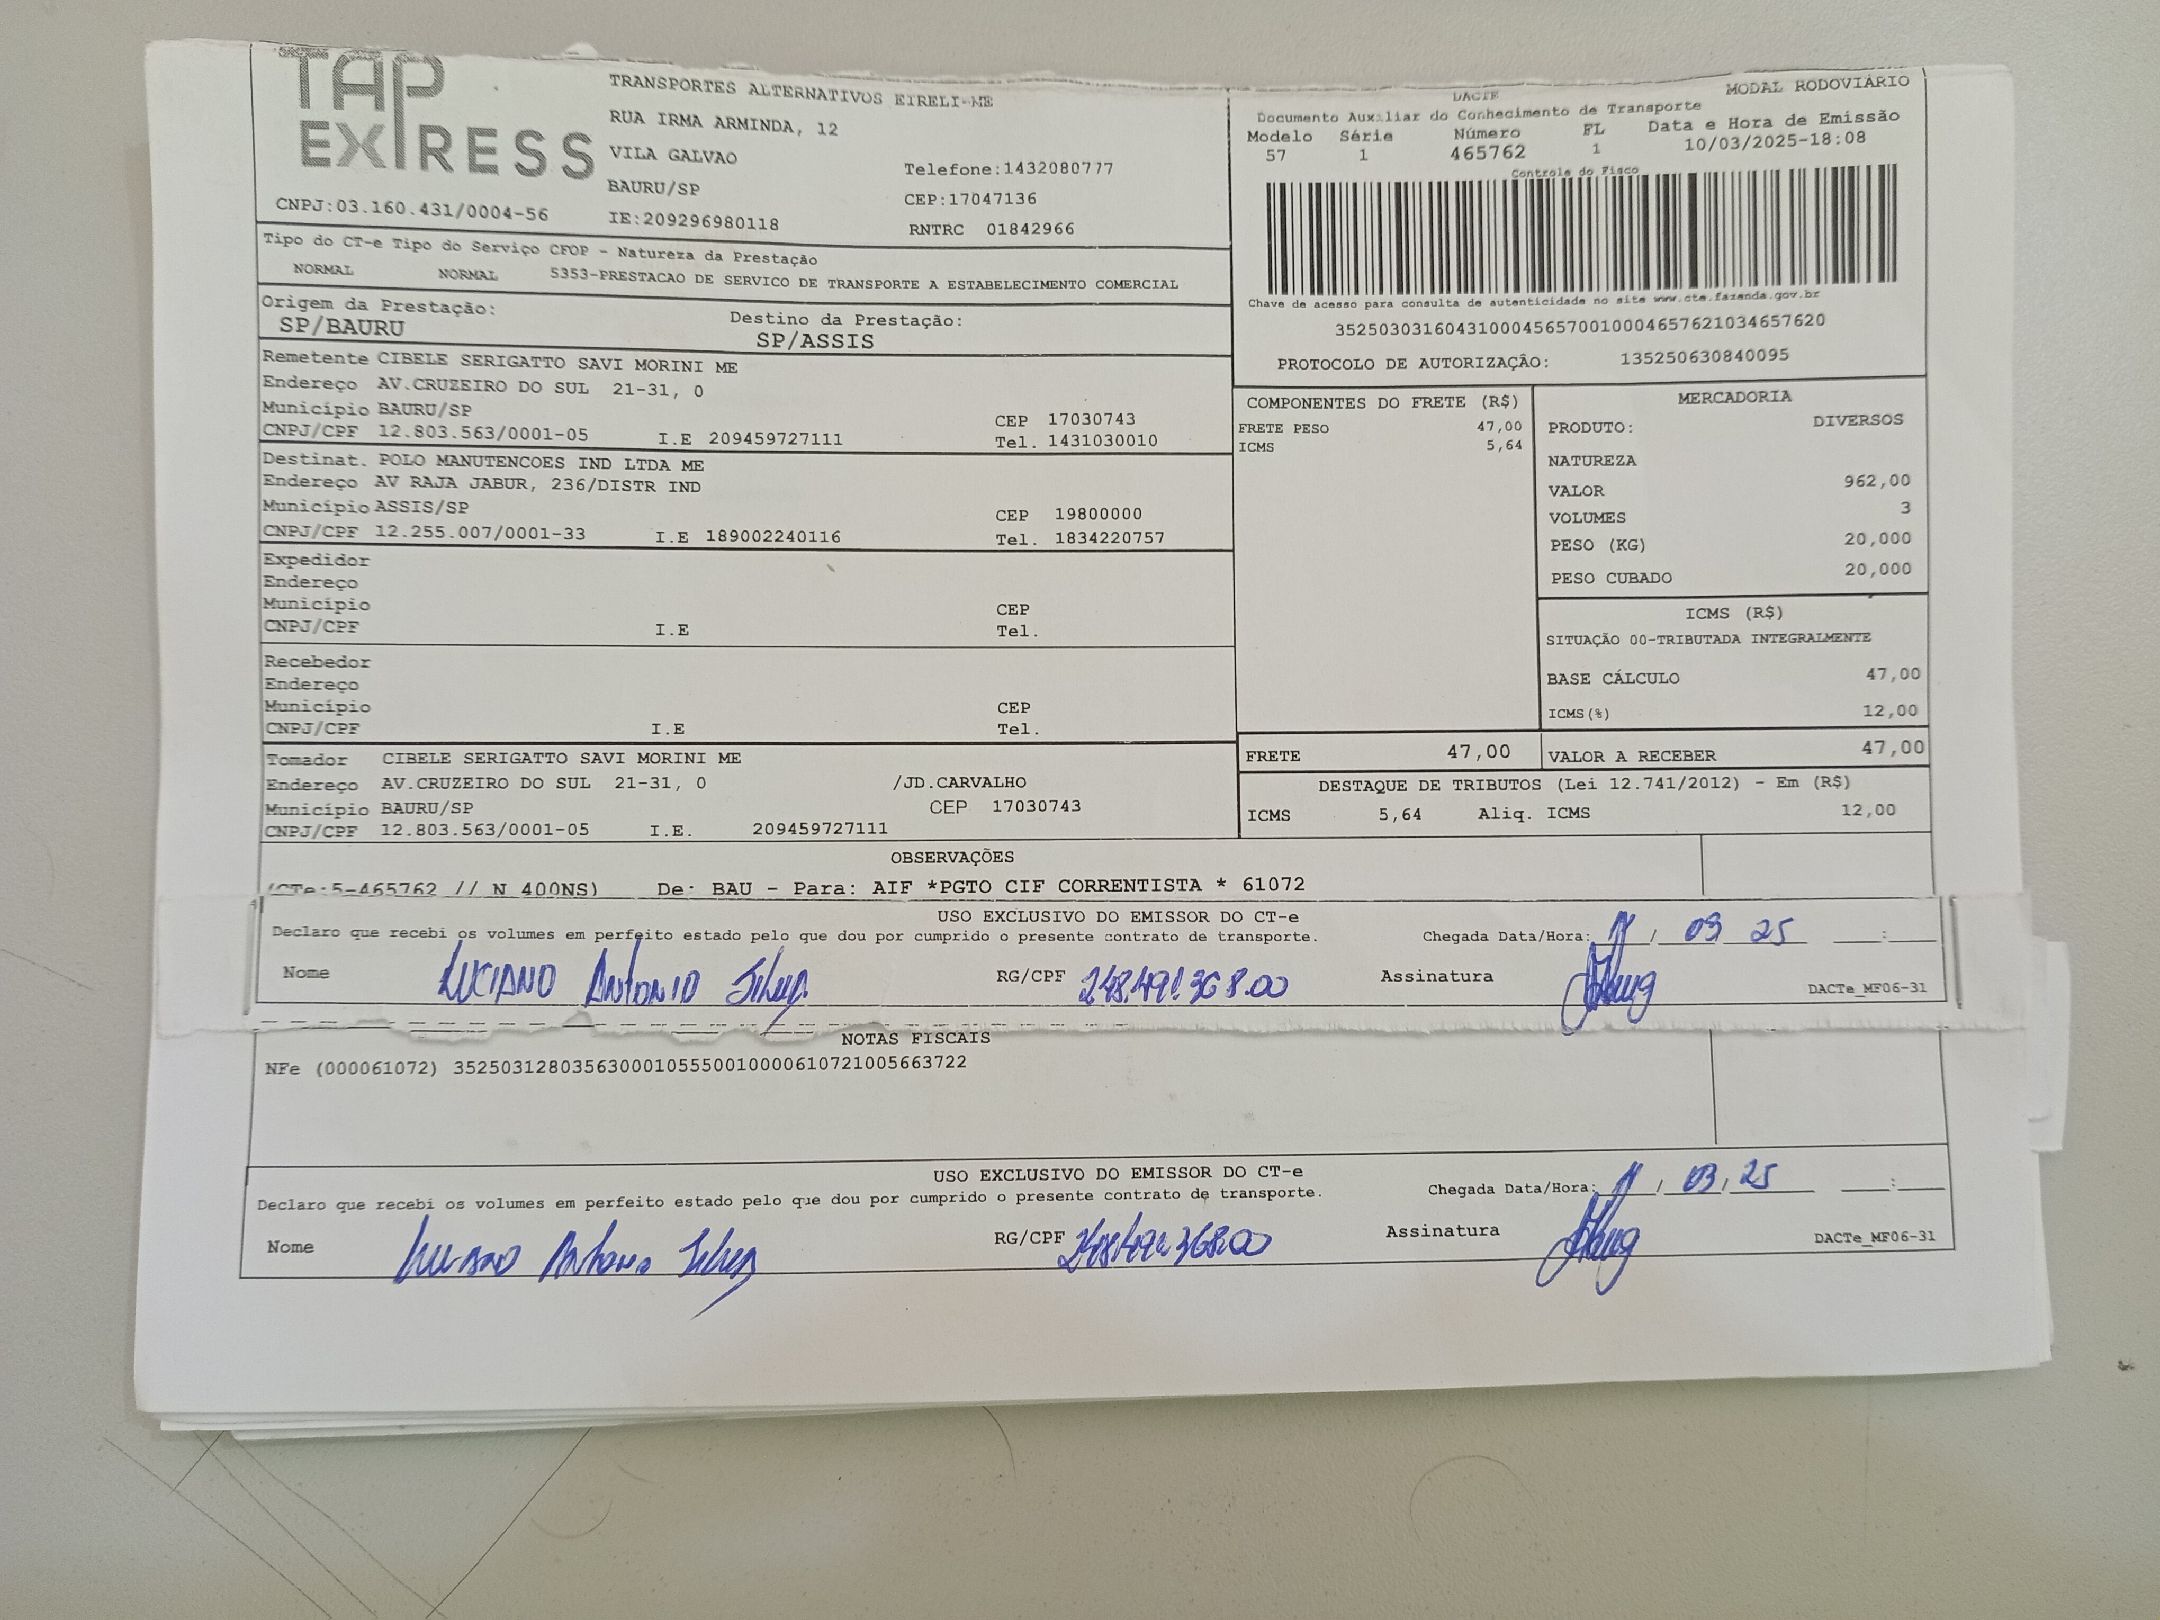 TAP EXPRESS
TRANSPORTES ALTERNATIVOS EIRELI-ME
RUA IRMA ARMINDA, 12
VILA GALVAO
Telefone:1432080777
BAURU/SP
CEP:17047136
CNPJ:03.160.431/0004-56
IE:209296980118
RNTRC 01842966
DACTE
MODAL RODOVIÁRIO
Documento Auxiliar do Conhecimento de Transporte
Modelo Série Número FL Data e Hora de Emissão
57 1 465762 1 10/03/2025-18:08
Controle do Fisco
Chave de acesso para consulta de autenticidade no site www.cte.fazenda.gov.br
35250303160431000456570010004657621034657620
PROTOCOLO DE AUTORIZAÇÃO: 135250630840095
Tipo do CT-e Tipo do Serviço CFOP - Natureza da Prestação
NORMAL NORMAL 5353-PRESTACAO DE SERVICO DE TRANSPORTE A ESTABELECIMENTO COMERCIAL
Origem da Prestação: Destino da Prestação:
SP/BAURU SP/ASSIS
Remetente CIBELE SERIGATTO SAVI MORINI ME
Endereço AV.CRUZEIRO DO SUL 21-31, 0
Município BAURU/SP CEP 17030743
CNPJ/CPF 12.803.563/0001-05 I.E 209459727111 Tel. 1431030010
Destinat. POLO MANUTENCOES IND LTDA ME
Endereço AV RAJA JABUR, 236/DISTR IND
Município ASSIS/SP CEP 19800000
CNPJ/CPF 12.255.007/0001-33 I.E 189002240116 Tel. 1834220757
Expedidor
Endereço
Município CEP
CNPJ/CPF I.E Tel.
Recebedor
Endereço
Município CEP
CNPJ/CPF I.E Tel.
Tomador CIBELE SERIGATTO SAVI MORINI ME
Endereço AV.CRUZEIRO DO SUL 21-31, 0 /JD.CARVALHO
Município BAURU/SP CEP 17030743
CNPJ/CPF 12.803.563/0001-05 I.E. 209459727111
COMPONENTES DO FRETE (R$)
FRETE PESO 47,00
ICMS 5,64
MERCADORIA
PRODUTO: DIVERSOS
NATUREZA
VALOR 962,00
VOLUMES 3
PESO (KG) 20,000
PESO CUBADO 20,000
ICMS (R$)
SITUAÇÃO 00-TRIBUTADA INTEGRALMENTE
BASE CÁLCULO 47,00
ICMS(%) 12,00
FRETE 47,00 VALOR A RECEBER 47,00
DESTAQUE DE TRIBUTOS (Lei 12.741/2012) - Em (R$)
ICMS 5,64 Aliq. ICMS 12,00
OBSERVAÇÕES
(CTe:5-465762 // N 400NS) De: BAU - Para: AIF *PGTO CIF CORRENTISTA * 61072
USO EXCLUSIVO DO EMISSOR DO CT-e
Declaro que recebi os volumes em perfeito estado pelo que dou por cumprido o presente contrato de transporte. Chegada Data/Hora: 11/ 03 25 :
Nome LUCIANO ANTONIO Silva RG/CPF 248.491.368.00 Assinatura
DACTe_MF06-31
NOTAS FISCAIS
NFe (000061072) 35250312803563000105550010000610721005663722
USO EXCLUSIVO DO EMISSOR DO CT-e
Declaro que recebi os volumes em perfeito estado pelo que dou por cumprido o presente contrato de transporte. Chegada Data/Hora: 11/ 03/ 25 :
Nome Luciano Antonio Silva RG/CPF 248.491.368.00 Assinatura
DACTe_MF06-31